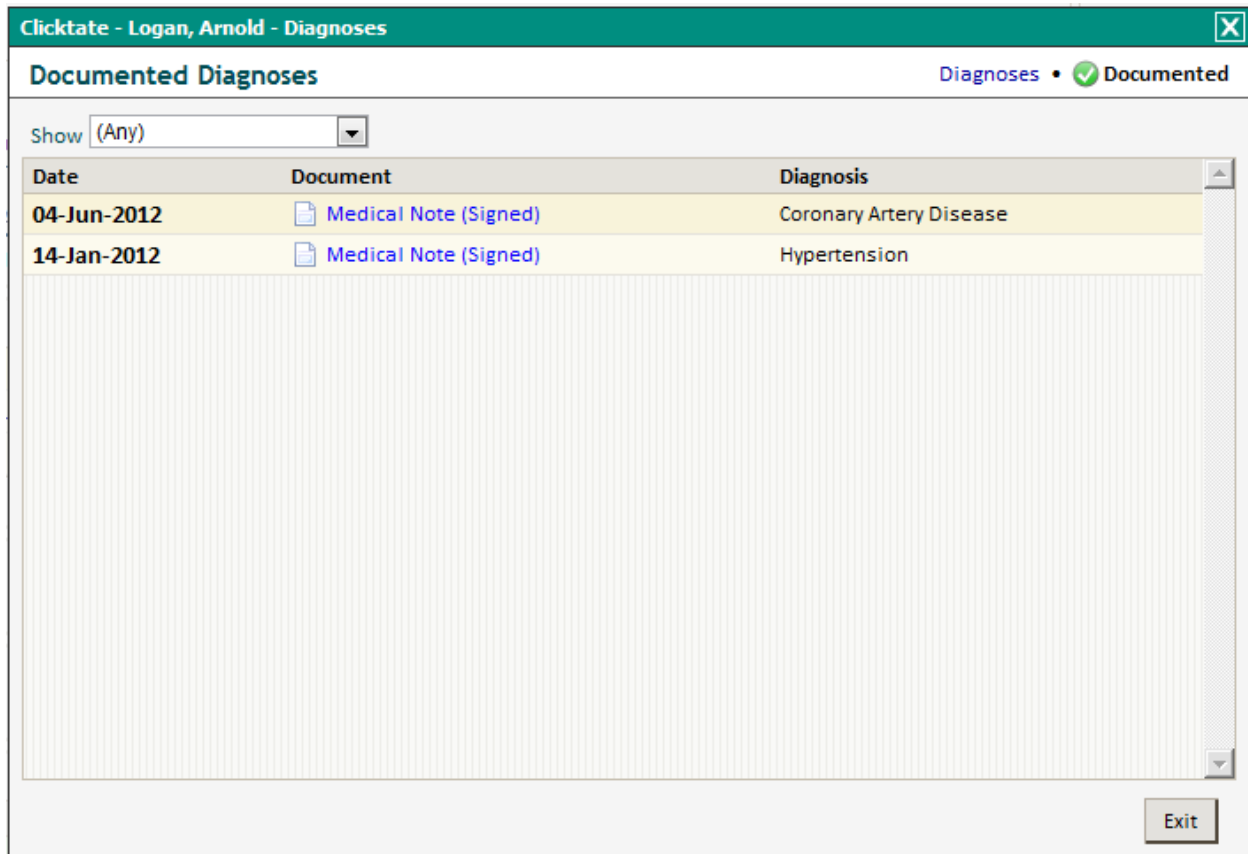 Clicktate - Logan, Arnold - Diagnoses
Documented Diagnoses Diagnoses • Documented
Show (Any)
Date Document Diagnosis
04-Jun-2012 Medical Note (Signed) Coronary Artery Disease
14-Jan-2012 Medical Note (Signed) Hypertension
Exit